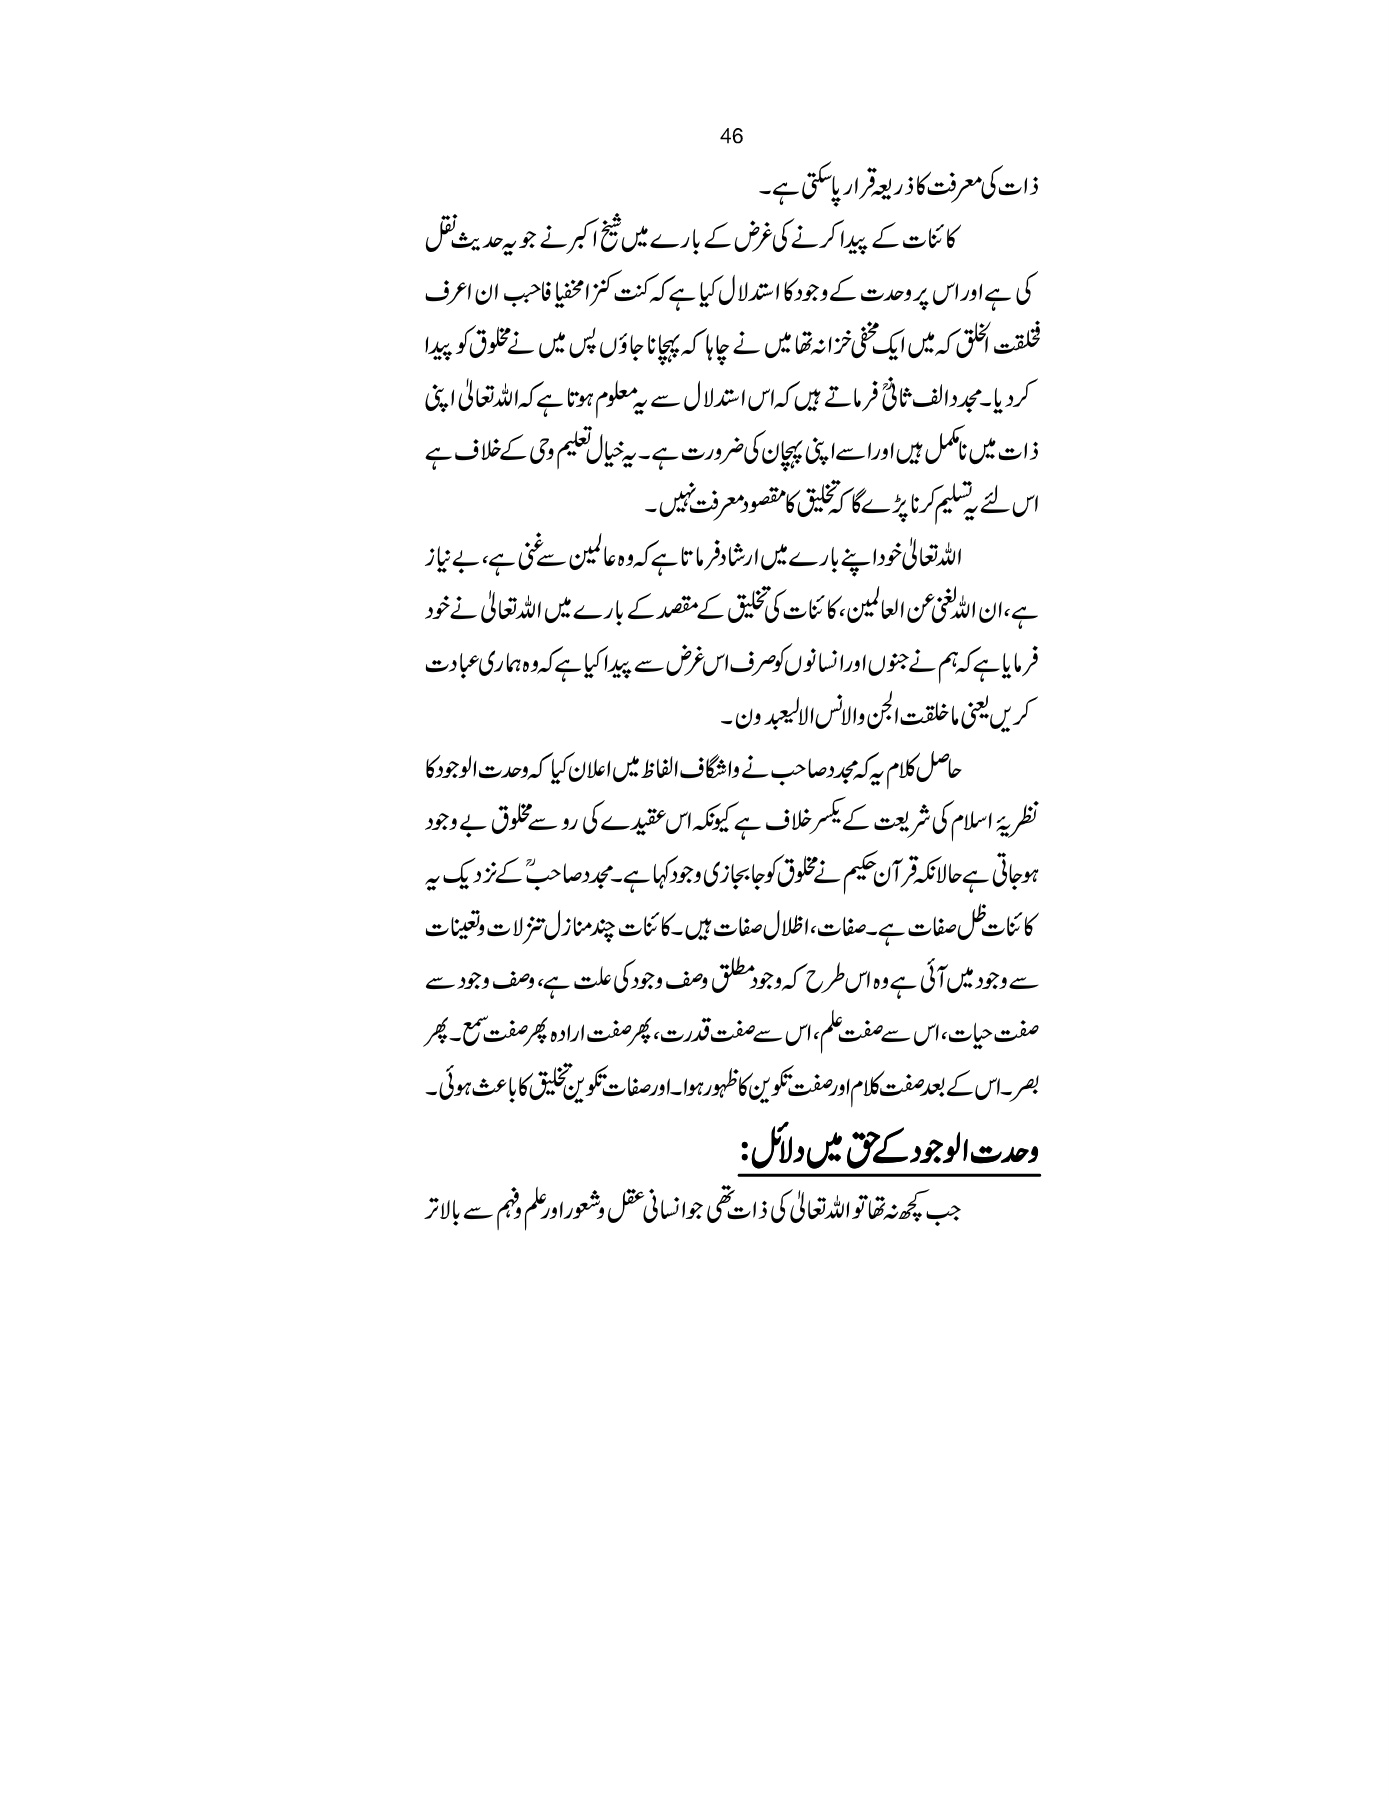 46
ذات کی معرفت کا ذریعہ قرار پاسکتی ہے۔
کائنات کے پیدا کرنے کی غرض کے بارے میں شیخ اکبر نے جو یہ حدیث نقل
کی ہے اور اس پر وحدت کے وجود کا استدلال کیا ہے کہ کنت کنزا مخفیا فاحبب ان اعرف
فخلقت الخلق کہ میں ایک مخفی خزانہ تھا میں نے چاہا کہ پہچانا جاؤں پس میں نے مخلوق کو پیدا
کردیا۔ مجدد الف ثانیؒ فرماتے ہیں کہ اس استدلال سے یہ معلوم ہوتا ہے کہ اللہ تعالیٰ اپنی
ذات میں نامکمل ہیں اور اسے اپنی پہچان کی ضرورت ہے۔ یہ خیال تعلیم وحی کے خلاف ہے
اس لئے یہ تسلیم کرنا پڑے گا کہ تخلیق کا مقصود معرفت نہیں۔
اللہ تعالیٰ خود اپنے بارے میں ارشاد فرماتا ہے کہ وہ عالمین سے غنی ہے، بے نیاز
ہے، ان اللہ لغنی عن العالمین، کائنات کی تخلیق کے مقصد کے بارے میں اللہ تعالیٰ نے خود
فرمایا ہے کہ ہم نے جنوں اور انسانوں کو صرف اس غرض سے پیدا کیا ہے کہ وہ ہماری عبادت
کریں یعنی ما خلقت الجن والانس الا لیعبدون۔
حاصل کلام یہ کہ مجدد صاحب نے واشگاف الفاظ میں اعلان کیا کہ وحدت الوجود کا
نظریۂ اسلام کی شریعت کے یکسر خلاف ہے کیونکہ اس عقیدے کی رو سے مخلوق بے وجود
ہوجاتی ہے حالانکہ قرآن حکیم نے مخلوق کو جابجازی وجود کہا ہے۔ مجدد صاحبؒ کے نزدیک یہ
کائنات ظل صفات ہے۔ صفات، اظلال صفات ہیں۔ کائنات چند منازل تنزلات وتعینات
سے وجود میں آئی ہے وہ اس طرح کہ وجود مطلق وصف وجود کی علت ہے، وصف وجود سے
صفت حیات، اس سے صفت علم، اس سے صفت قدرت، پھر صفت ارادہ پھر صفت سمع۔ پھر
بصر۔ اس کے بعد صفت کلام اور صفت تکوین کا ظہور ہوا۔ اور صفات تکوین تخلیق کا باعث ہوئی۔
وحدت الوجود کے حق میں دلائل:
جب کچھ نہ تھا تو اللہ تعالیٰ کی ذات تھی جو انسانی عقل وشعور اور علم وفہم سے بالاتر